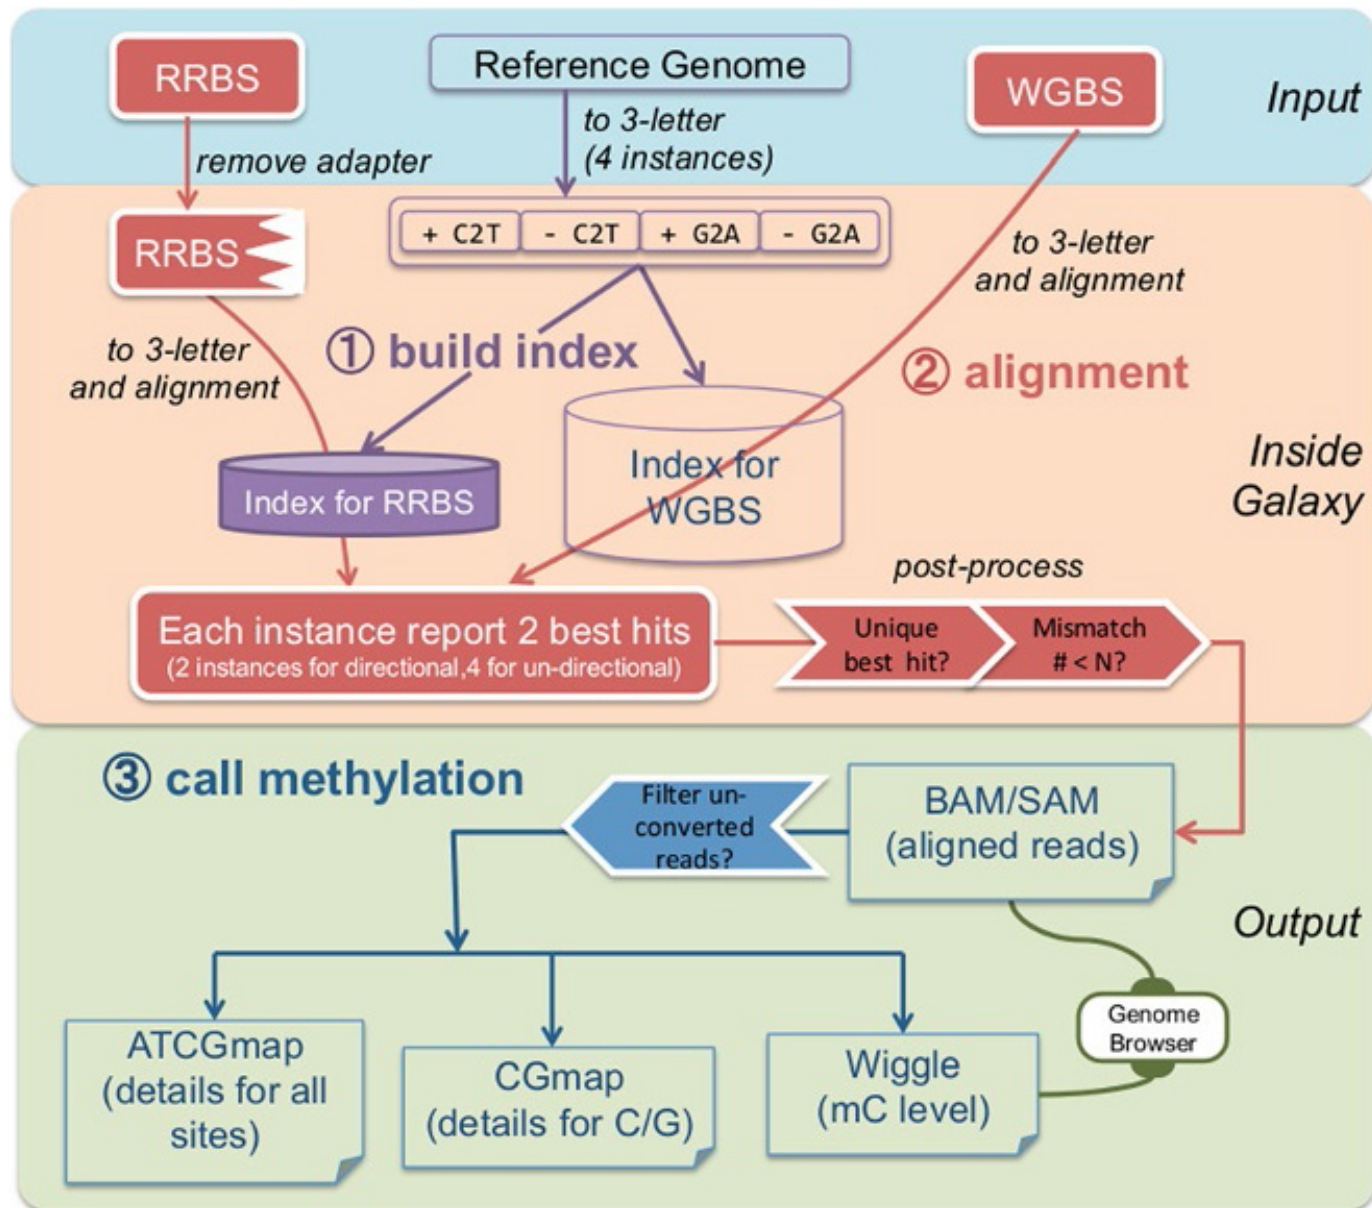 RRBS
Reference Genome
WGBS
Input
remove adapter
to 3-letter
(4 instances)
RRBS
+ C2T
- C2T
+ G2A
- G2A
to 3-letter
and alignment
to 3-letter
and alignment
① build index
② alignment
Index for RRBS
Index for
WGBS
Inside
Galaxy
post-process
Each instance report 2 best hits
(2 instances for directional,4 for un-directional)
Unique
best hit?
Mismatch
# < N?
③ call methylation
Filter un-
converted
reads?
BAM/SAM
(aligned reads)
Output
Genome
Browser
ATCGmap
(details for all
sites)
CGmap
(details for C/G)
Wiggle
(mC level)